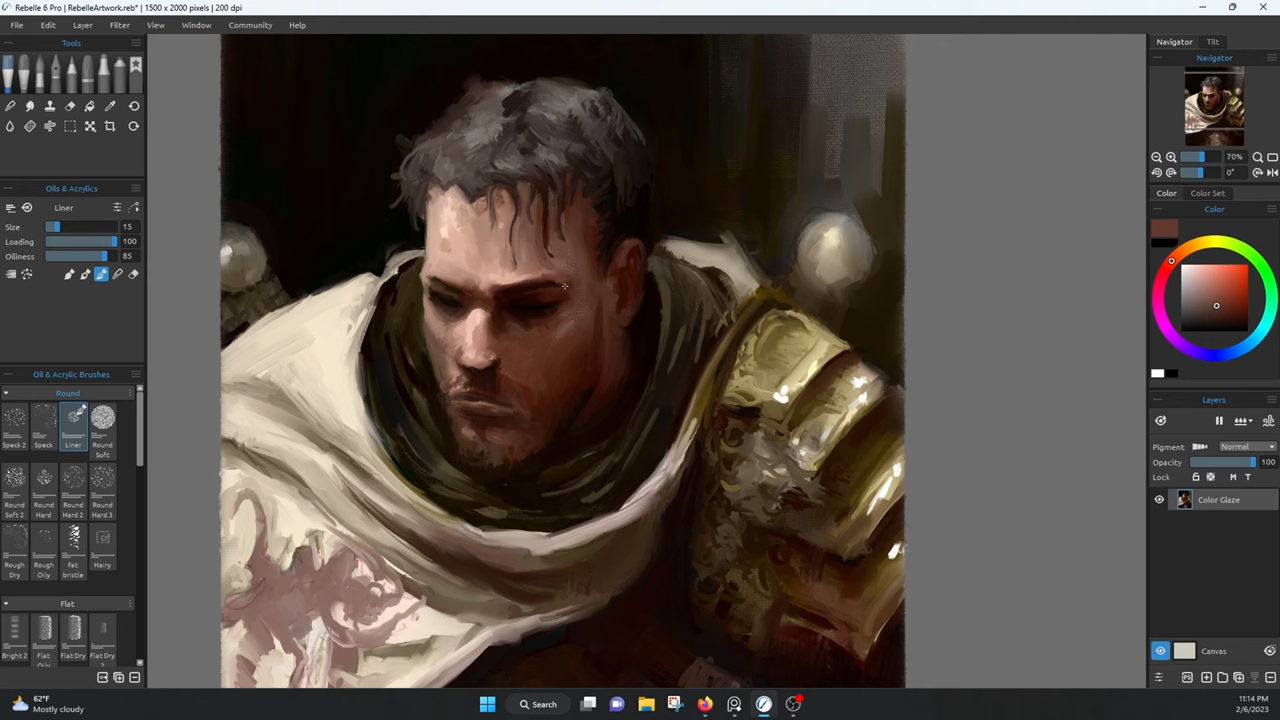 Rebelle 6 Pro | RebelleArtwork.reb* | 1500 x 2000 pixels | 200 dpi
File Edit Layer Filter View Window Community Help
Tools
Oils & Acrylics
Liner
Size 15
Loading 100
Oiliness 85
Oil & Acrylic Brushes
Round
Speck 2 Speck Liner Round Soft
Round Soft 2 Round Hard Round Hard 2 Round Hard 3
Rough Dry Rough Oily Fat bristle Hairy
Flat
Bright 2 Flat Oily Flat Dry Flat Dry 2
Navigator Tilt
Navigator
70%
0°
Color Color Set
Color
Layers
Pigment Normal
Opacity 100
Lock M T
Color Glaze
Canvas
PS
62°F
Mostly cloudy
Search
11:14 PM
2/6/2023